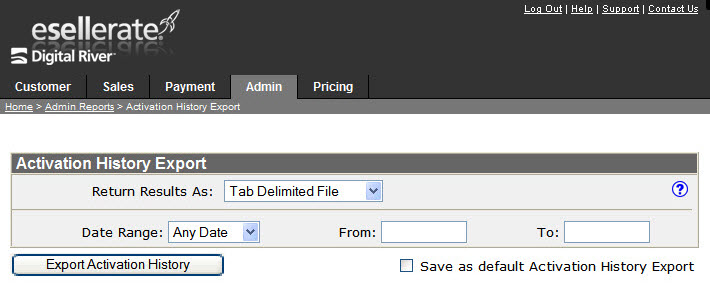 Log Out | Help | Support | Contact Us
esellerate.
Digital River
Customer Sales Payment Admin Pricing
Home > Admin Reports > Activation History Export
Activation History Export
Return Results As: Tab Delimited File ?
Date Range: Any Date From: To:
Export Activation History Save as default Activation History Export